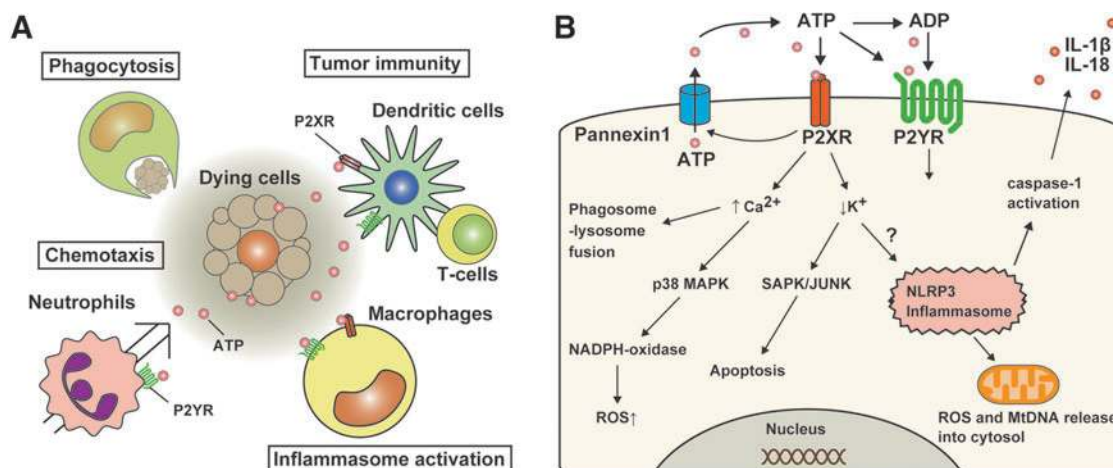 A
Phagocytosis
Tumor immunity
Dendritic cells
P2XR
Dying cells
T-cells
Chemotaxis
Neutrophils
ATP
Macrophages
P2YR
Inflammasome activation
B
ATP
ADP
IL-1β
IL-18
Pannexin1
ATP
P2XR
P2YR
Phagosome
-lysosome
fusion
↑Ca2+
↓K+
?
caspase-1
activation
p38 MAPK
SAPK/JUNK
NLRP3
Inflammasome
NADPH-oxidase
Apoptosis
ROS↑
ROS and MtDNA release
into cytosol
Nucleus